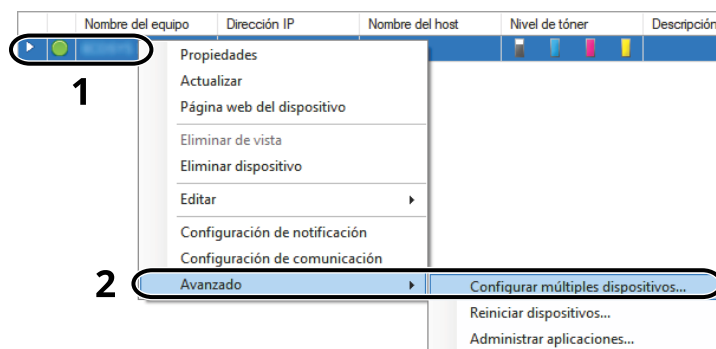 Nombre del equipo Dirección IP Nombre del host Nivel de tóner Descripción
1
Propiedades
Actualizar
Página web del dispositivo
Eliminar de vista
Eliminar dispositivo
Editar
Configuración de notificación
Configuración de comunicación
2
Avanzado Configurar múltiples dispositivos...
Reiniciar dispositivos...
Administrar aplicaciones...